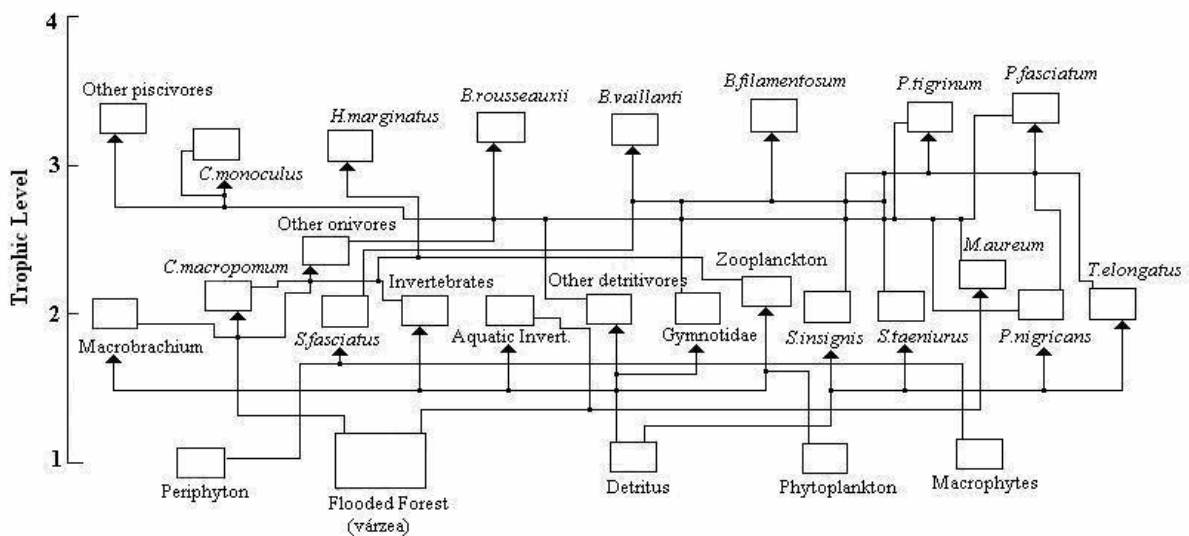 4
P.tigrinum
P.fasciatum
Other piscivores
H.marginatus
B.rousseauxii
B.vaillanti
B.filamentosum
3
C.monoculus
Trophic Level
Other onivores
M.aureum
C.macropomum
Invertebrates
Other detritivores
Zooplanckton
T.elongatus
2
Macrobrachium
S.fasciatus
Aquatic Invert.
Gymnotidae
S.insignis
S.taeniurus
P.nigricans
1
Periphyton
Flooded Forest
(várzea)
Detritus
Phytoplankton
Macrophytes